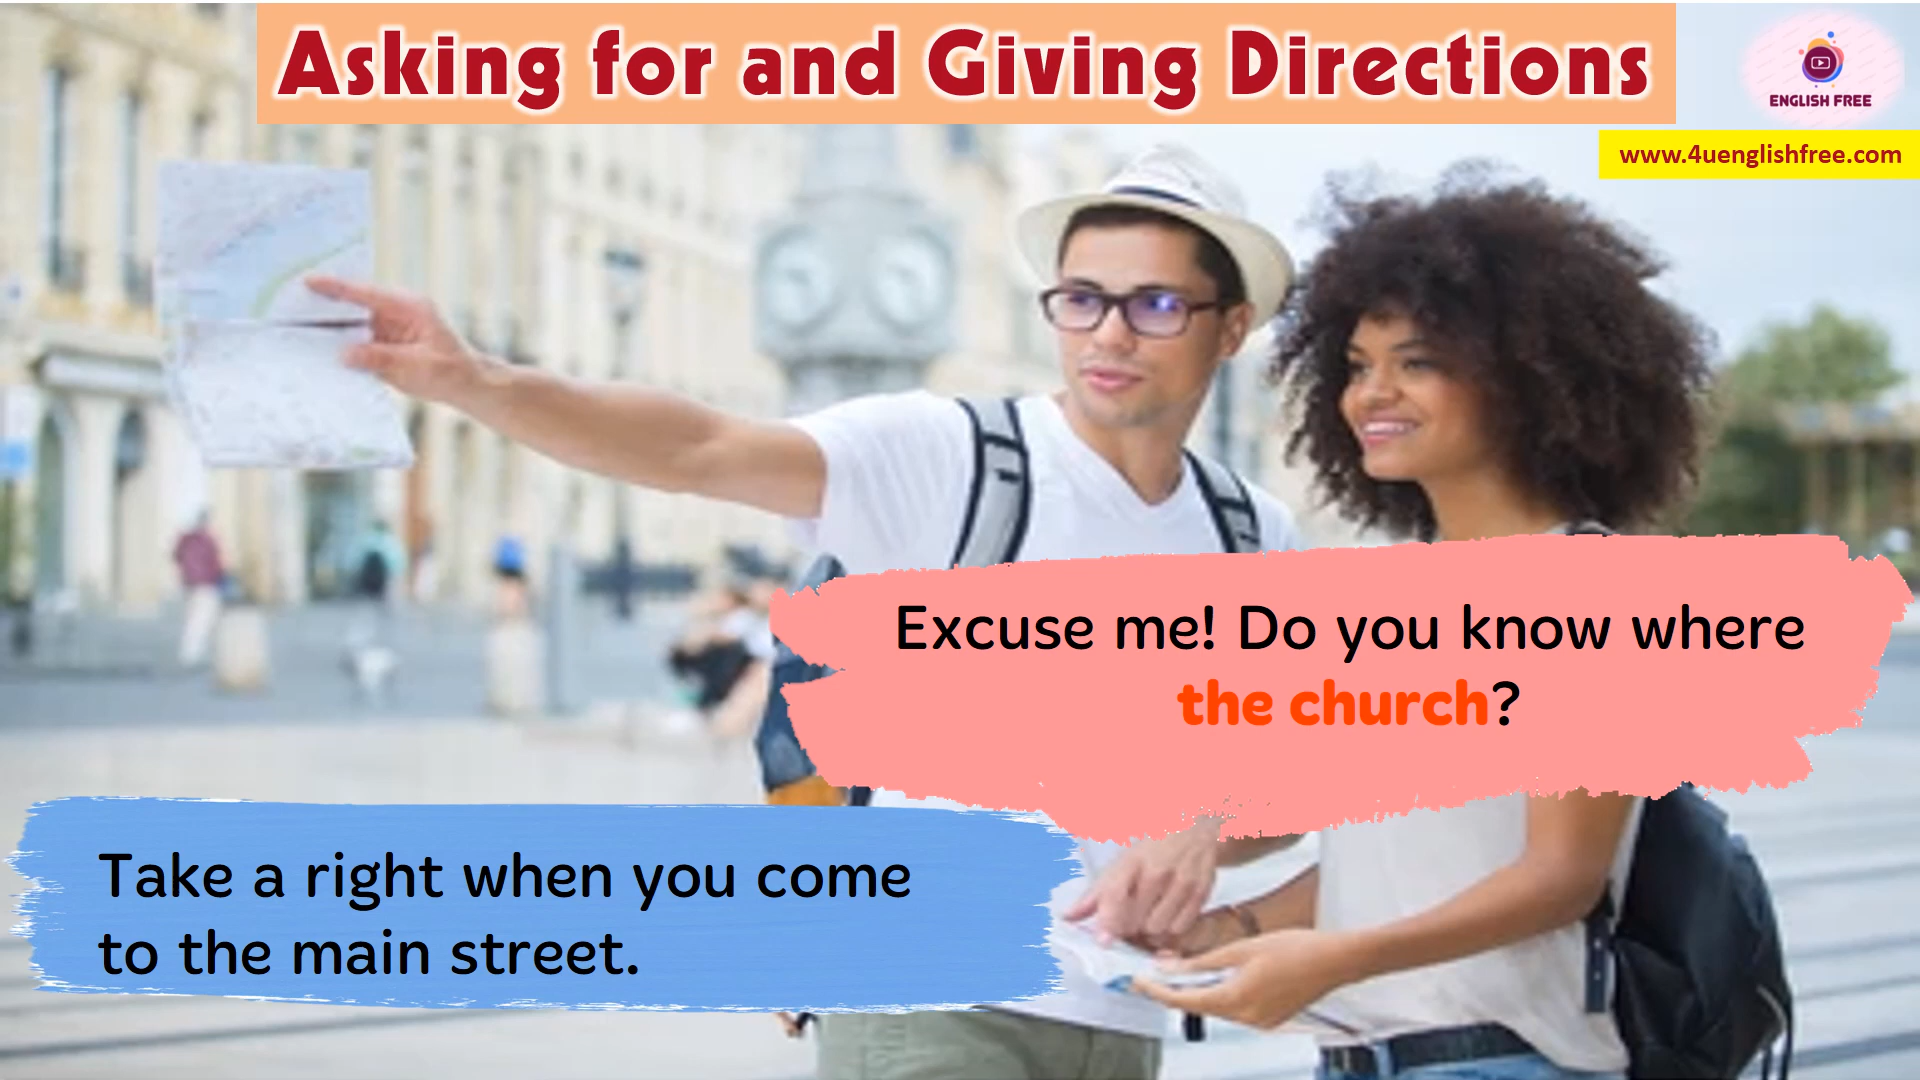 Asking for and Giving Directions
ENGLISH FREE
www.4uenglishfree.com
Excuse me! Do you know where
the church?
Take a right when you come
to the main street.